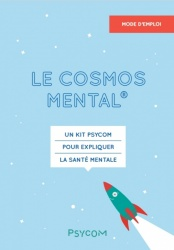 MODE D'EMPLOI
LE COSMOS
MENTAL®
UN KIT PSYCOM
POUR EXPLIQUER
LA SANTÉ MENTALE
PSYCOM